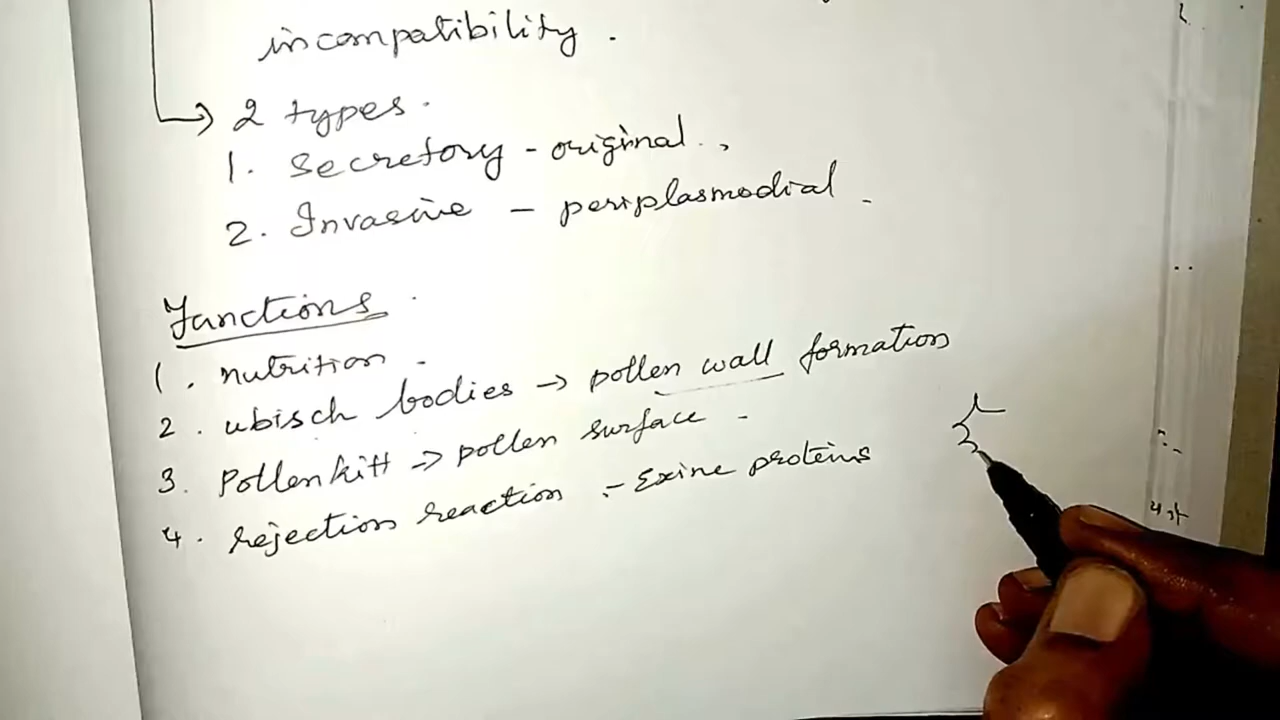 incompatibility.
2 types.
1. Secretory - original.,
2. Invasive - periplasmodial.
Functions.
1. nutrition.
2. ubisch bodies → pollen wall formation
3. Pollenkitt → pollen surface.
4. rejection reaction :- Exine proteins